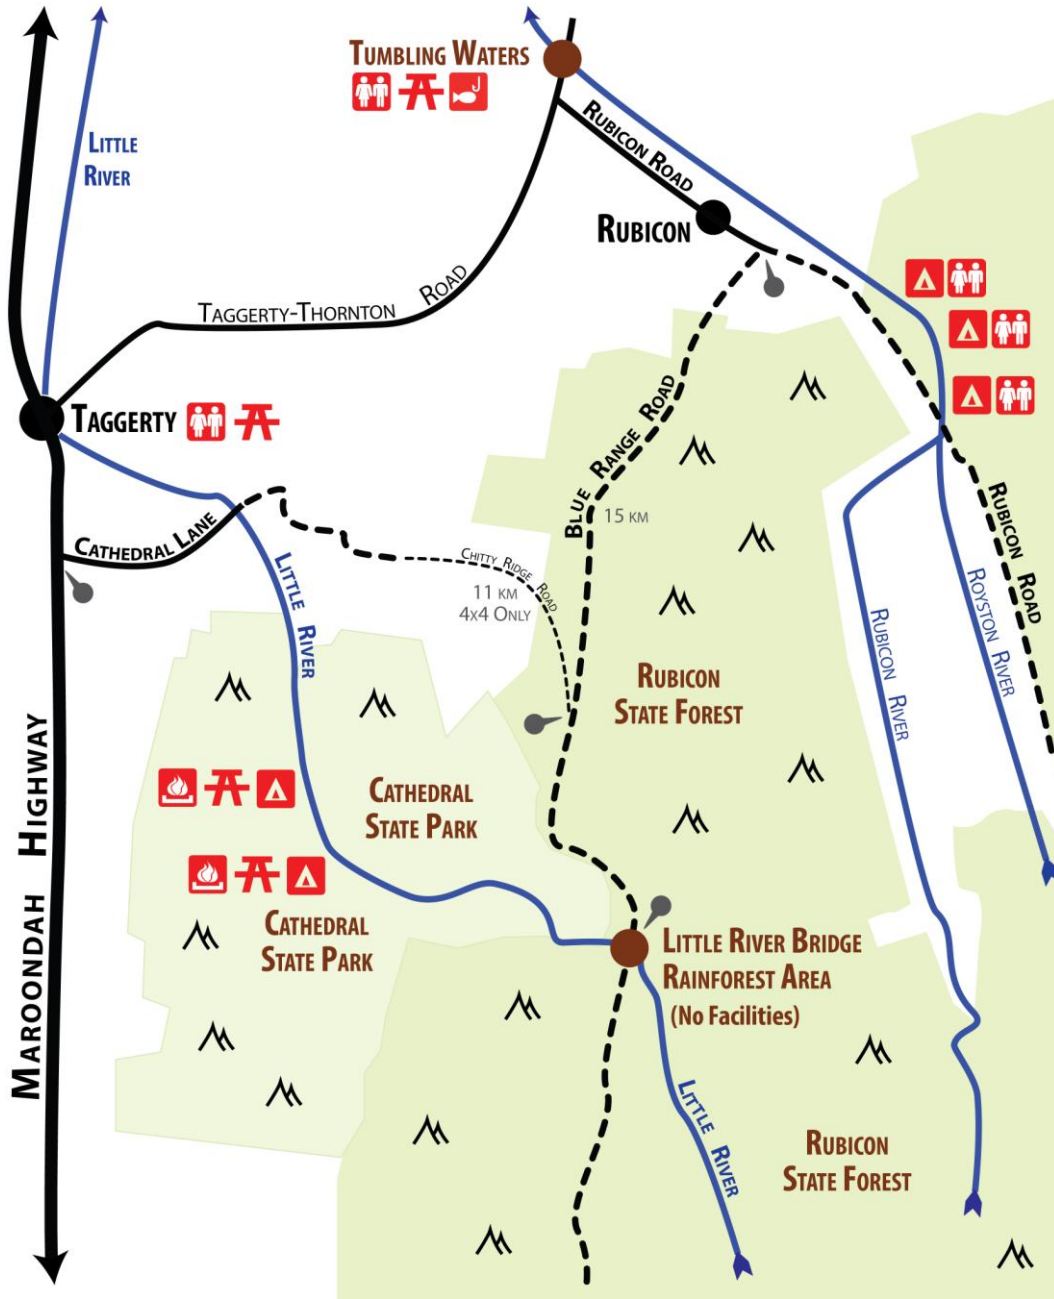 Tumbling Waters
Little
River
Rubicon Road
Rubicon
Taggerty-Thornton Road
Taggerty
Blue Range Road
15 km
Cathedral Lane
Chitty Ridge Road
11 km
4x4 Only
Little River
Rubicon Road
Royston River
Rubicon River
Rubicon
State Forest
Maroondah Highway
Cathedral
State Park
Cathedral
State Park
Little River Bridge
Rainforest Area
(No Facilities)
Little River
Rubicon
State Forest